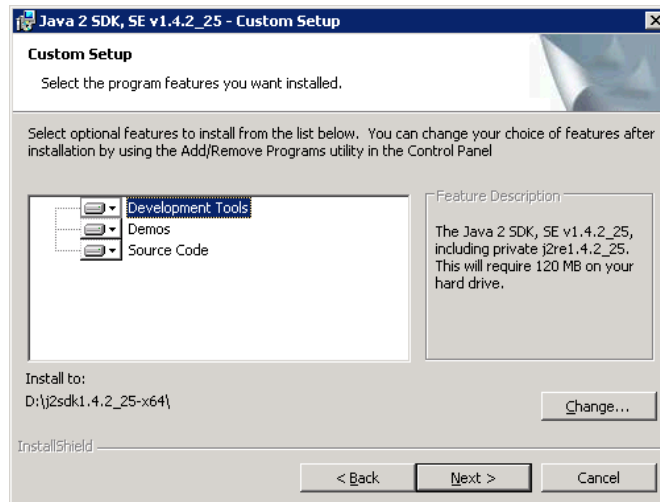 Java 2 SDK, SE v1.4.2_25 - Custom Setup
Custom Setup
Select the program features you want installed.
Select optional features to install from the list below. You can change your choice of features after
installation by using the Add/Remove Programs utility in the Control Panel
Development Tools
Demos
Source Code
Feature Description
The Java 2 SDK, SE v1.4.2_25,
including private j2re1.4.2_25.
This will require 120 MB on your
hard drive.
Install to:
D:\j2sdk1.4.2_25-x64\
Change...
InstallShield
< Back
Next >
Cancel